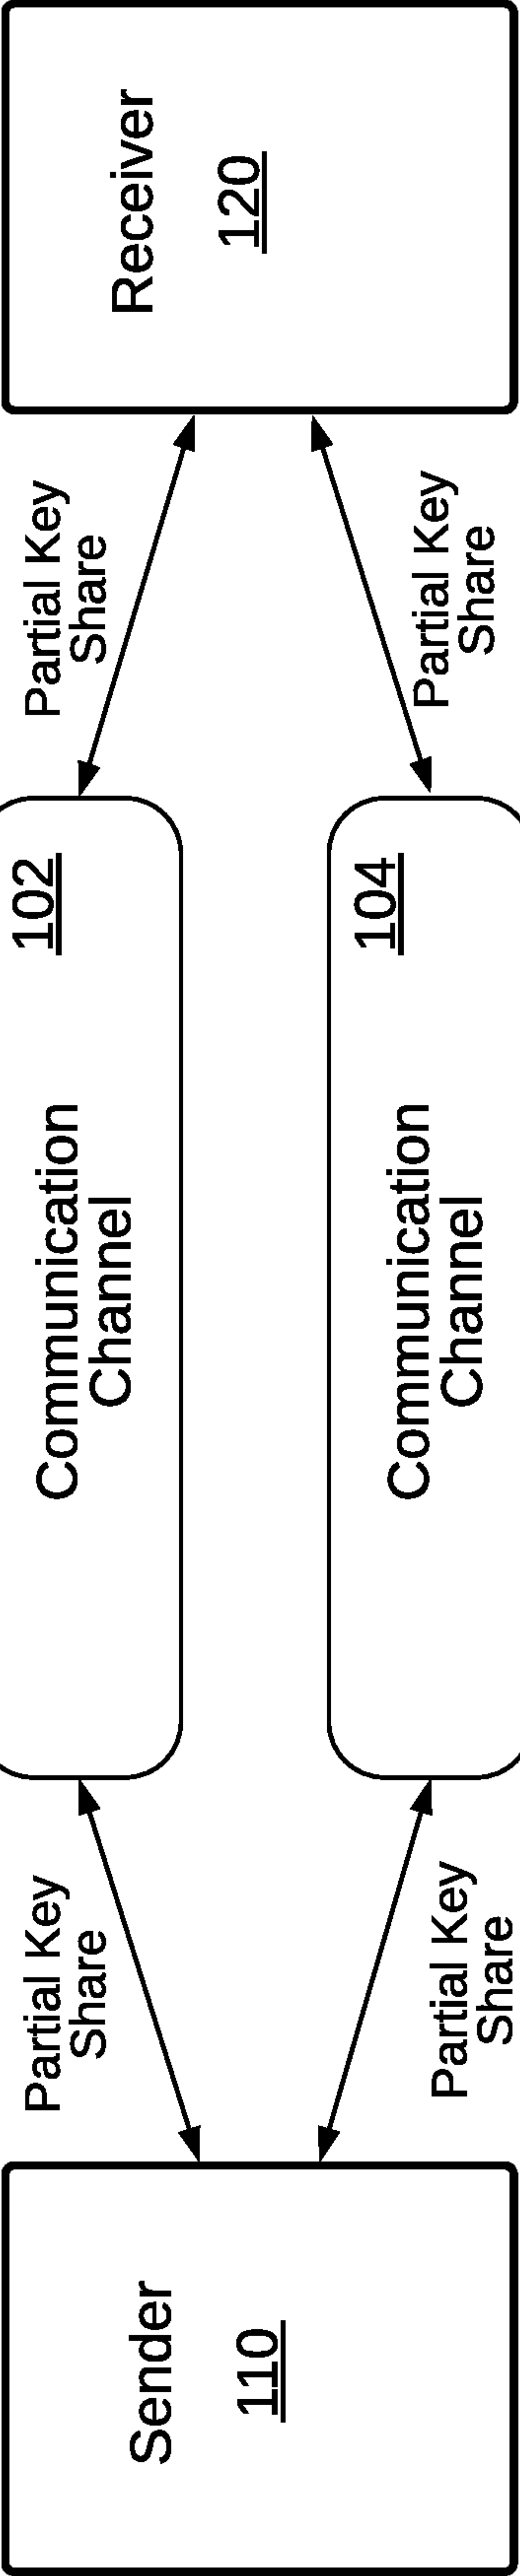 Sender
110
Partial Key
Share
Partial Key
Share
102
Communication
Channel
104
Communication
Channel
Partial Key
Share
Partial Key
Share
Receiver
120